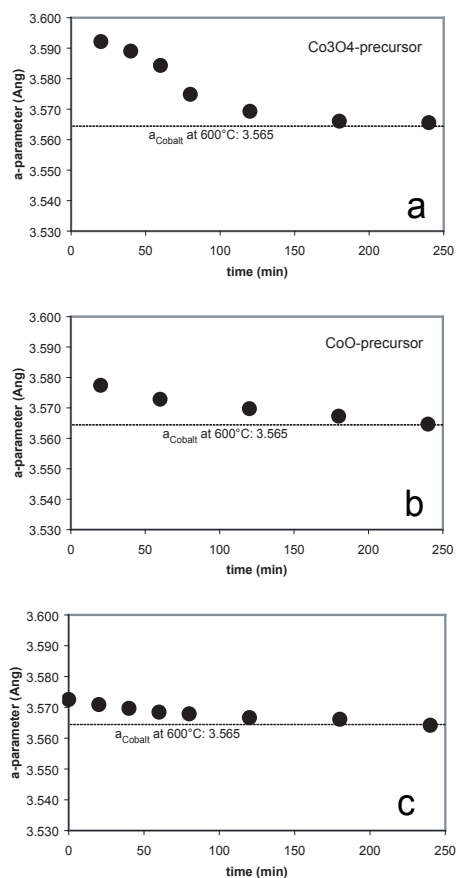 3.600
3.590
3.580
3.570
3.560
3.550
3.540
3.530
a-parameter (Ang)
Co3O4-precursor
aCobalt at 600°C: 3.565
a
0 50 100 150 200 250
time (min)
3.600
3.590
3.580
3.570
3.560
3.550
3.540
3.530
a-parameter (Ang)
CoO-precursor
aCobalt at 600°C: 3.565
b
0 50 100 150 200 250
time (min)
3.600
3.590
3.580
3.570
3.560
3.550
3.540
3.530
a-parameter (Ang)
aCobalt at 600°C: 3.565
c
0 50 100 150 200 250
time (min)